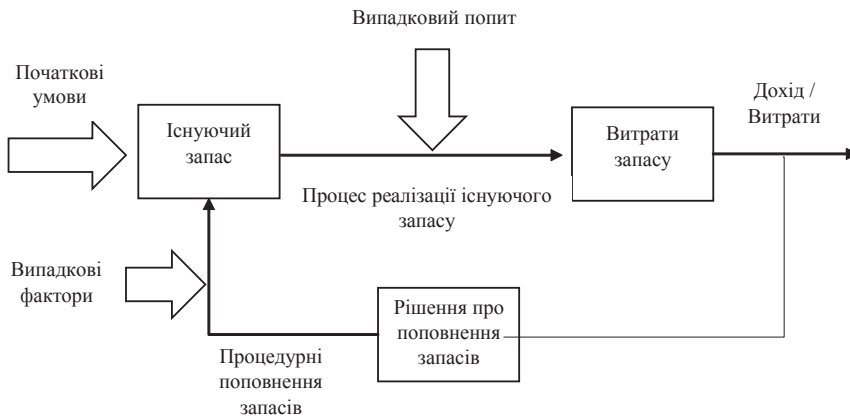 Випадковий попит
Початкові
умови
Існуючий
запас
Витрати
запасу
Дохід /
Витрати
Процес реалізації існуючого
запасу
Випадкові
фактори
Рішення про
поповнення
запасів
Процедурні
поповнення
запасів